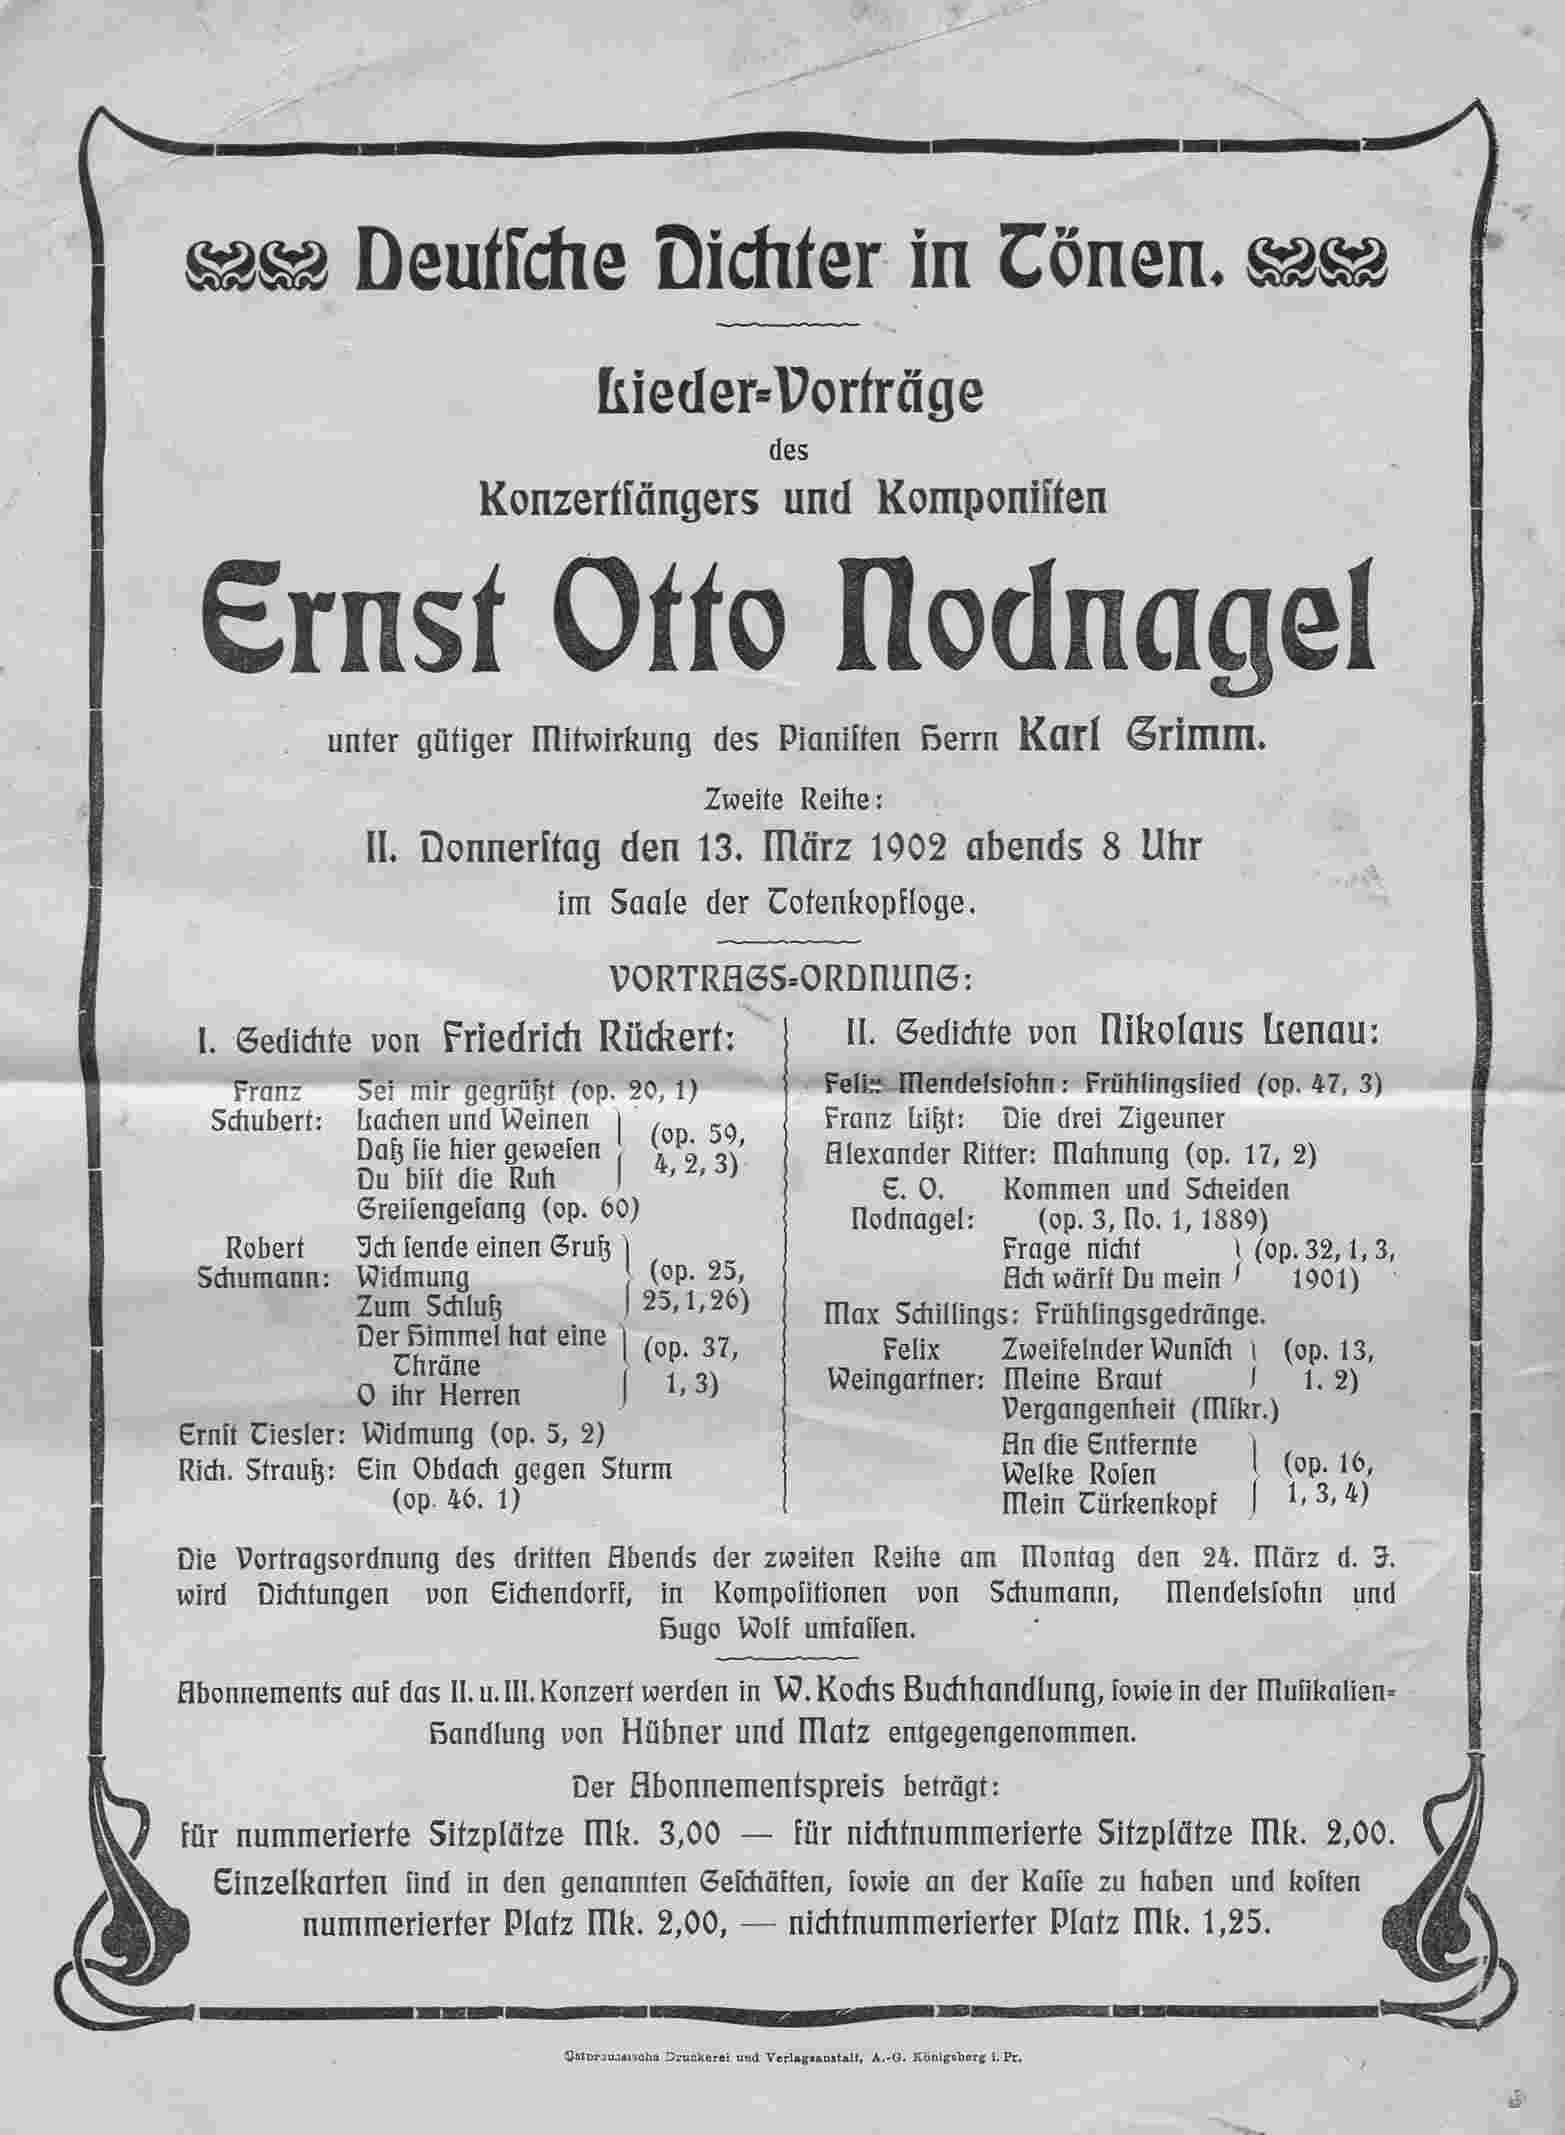 Deutſche Dichter in Tönen.
Lieder-Vorträge
des
Konzertſängers und Komponiſten
Ernst Otto Nodnagel
unter gütiger Mitwirkung des Pianiſten Herrn Karl Grimm.
Zweite Reihe:
II. Donnerſtag den 13. März 1902 abends 8 Uhr
im Saale der Totenkopfloge.
VORTRAGS-ORDNUNG:
I. Gedichte von Friedrich Rückert:
Franz Schubert: Sei mir gegrüßt (op. 20, 1)
Lachen und Weinen
Daß ſie hier geweſen
Du biſt die Ruh
(op. 59, 4, 2, 3)
Greiſengeſang (op. 60)
Robert Schumann: Ich ſende einen Gruß
Widmung
Zum Schluß
(op. 25, 25, 1, 26)
Der Himmel hat eine
Thräne
O ihr Herren
(op. 37, 1, 3)
Ernſt Tiesler: Widmung (op. 5, 2)
Rich. Strauß: Ein Obdach gegen Sturm
(op. 46. 1)
II. Gedichte von Nikolaus Lenau:
Felix Mendelsſohn: Frühlingslied (op. 47, 3)
Franz Lißt: Die drei Zigeuner
Alexander Ritter: Mahnung (op. 17, 2)
E. O. Nodnagel: Kommen und Scheiden
(op. 3, No. 1, 1889)
Frage nicht
Ach wärſt Du mein
(op. 32, 1, 3, 1901)
Max Schillings: Frühlingsgedränge.
Felix Weingartner: Zweifelnder Wunſch
Meine Braut
(op. 13, 1. 2)
Vergangenheit (Mſkr.)
An die Entfernte
Welke Roſen
Mein Türkenkopf
(op. 16, 1, 3, 4)
Die Vortragsordnung des dritten Abends der zweiten Reihe am Montag den 24. März d. J.
wird Dichtungen von Eichendorff, in Kompoſitionen von Schumann, Mendelsſohn und
Hugo Wolf umfaſſen.
Abonnements auf das II. u. III. Konzert werden in W. Kochs Buchhandlung, ſowie in der Muſikalien-
Handlung von Hübner und Matz entgegengenommen.
Der Abonnementspreis beträgt:
für nummerierte Sitzplätze Mk. 3,00 — für nichtnummerierte Sitzplätze Mk. 2,00.
Einzelkarten ſind in den genannten Geſchäften, ſowie an der Kaſſe zu haben und koſten
nummerierter Platz Mk. 2,00, — nichtnummerierter Platz Mk. 1,25.
Ostpreussische Druckerei und Verlagsanstalt, A.-G. Königsberg i. Pr.